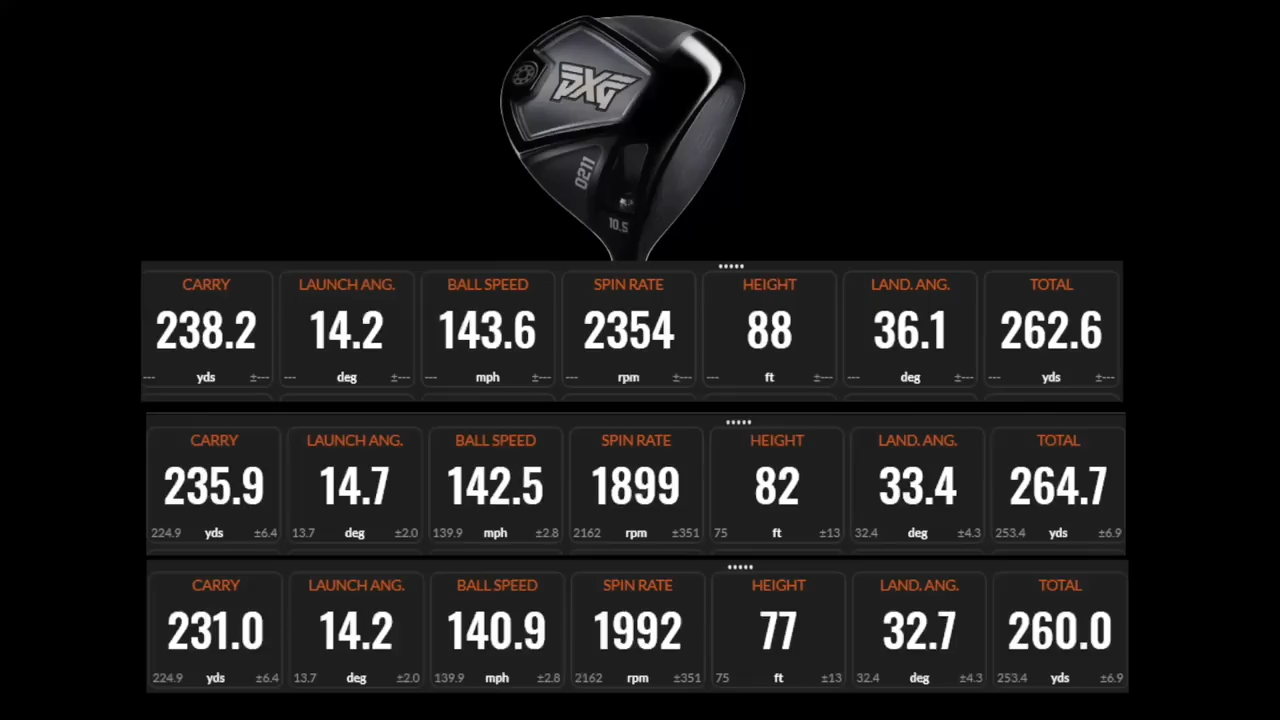 PXG
0211
10.5
CARRY LAUNCH ANG. BALL SPEED SPIN RATE HEIGHT LAND. ANG. TOTAL
238.2 14.2 143.6 2354 88 36.1 262.6
--- yds ±--- --- deg ±--- --- mph ±--- --- rpm ±--- --- ft ±--- --- deg ±--- --- yds ±---
CARRY LAUNCH ANG. BALL SPEED SPIN RATE HEIGHT LAND. ANG. TOTAL
235.9 14.7 142.5 1899 82 33.4 264.7
224.9 yds ±6.4 13.7 deg ±2.0 139.9 mph ±2.8 2162 rpm ±351 75 ft ±13 32.4 deg ±4.3 253.4 yds ±6.9
CARRY LAUNCH ANG. BALL SPEED SPIN RATE HEIGHT LAND. ANG. TOTAL
231.0 14.2 140.9 1992 77 32.7 260.0
224.9 yds ±6.4 13.7 deg ±2.0 139.9 mph ±2.8 2162 rpm ±351 75 ft ±13 32.4 deg ±4.3 253.4 yds ±6.9